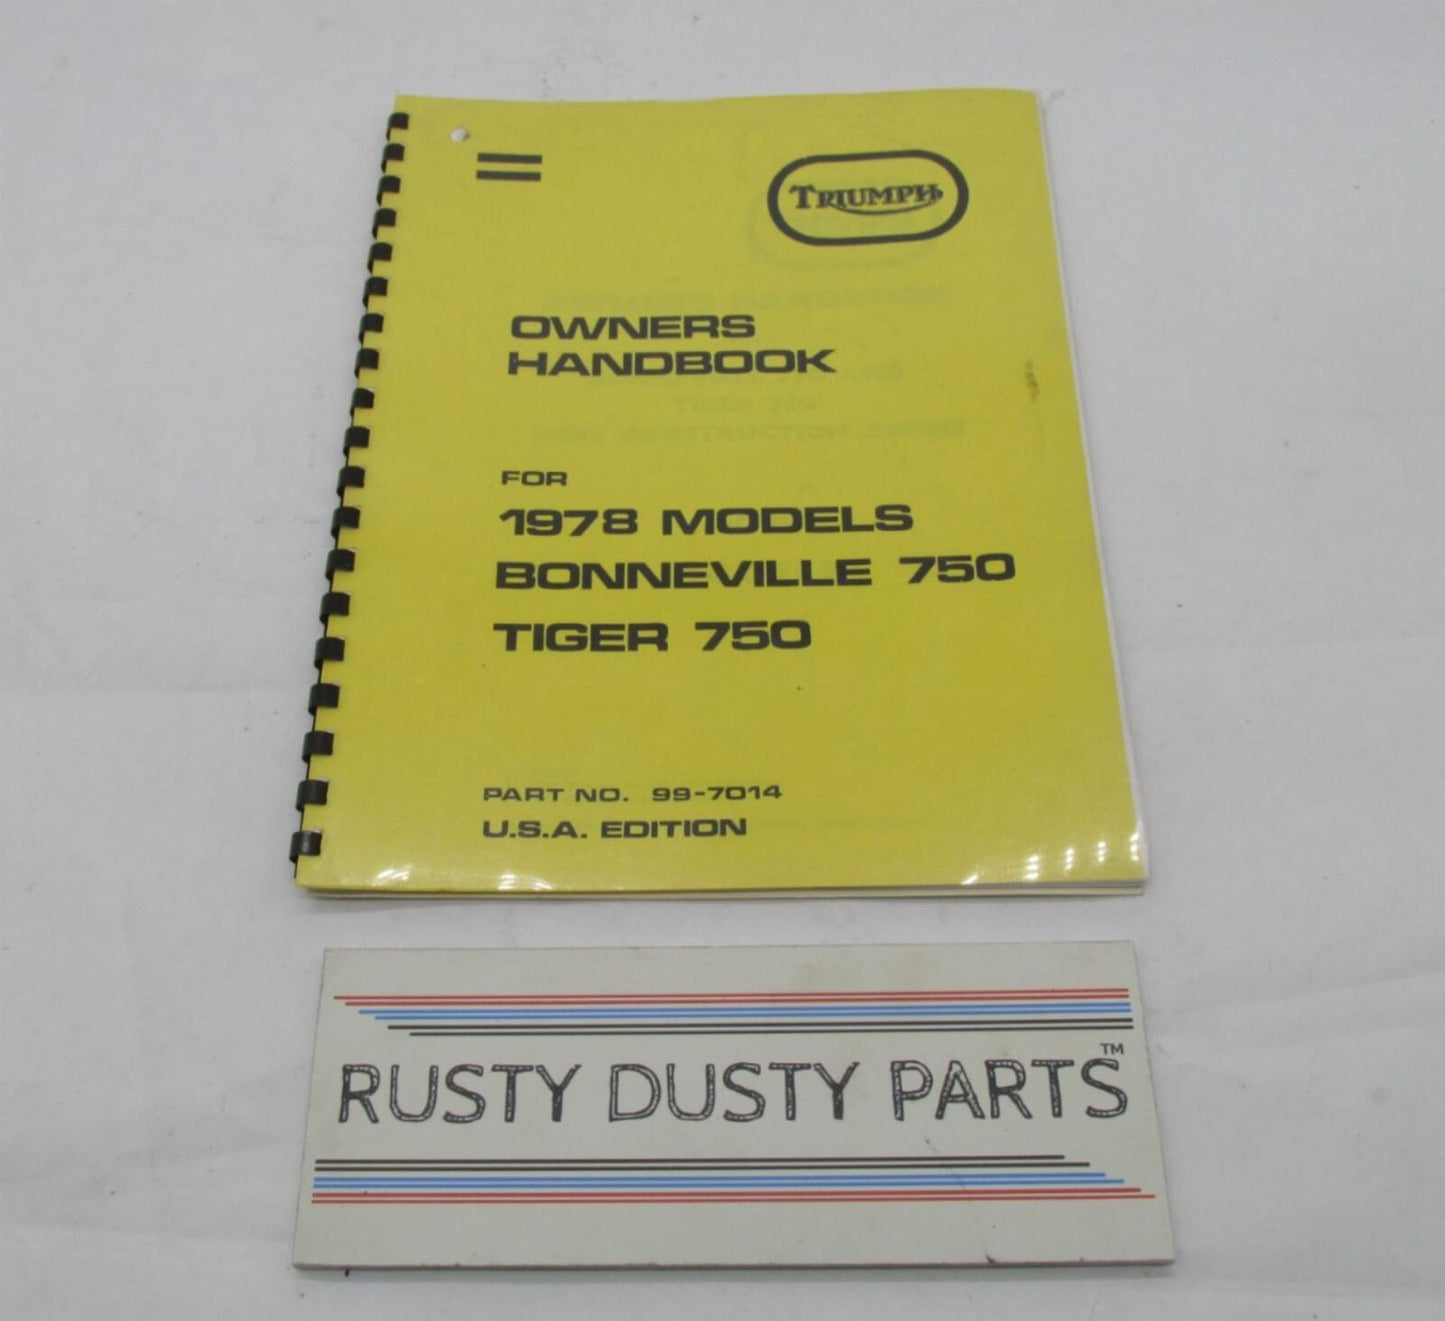 TRIUMPH
OWNERS
HANDBOOK
FOR
1978 MODELS
BONNEVILLE 750
TIGER 750
PART NO. 99-7014
U.S.A. EDITION
RUSTY DUSTY PARTS™